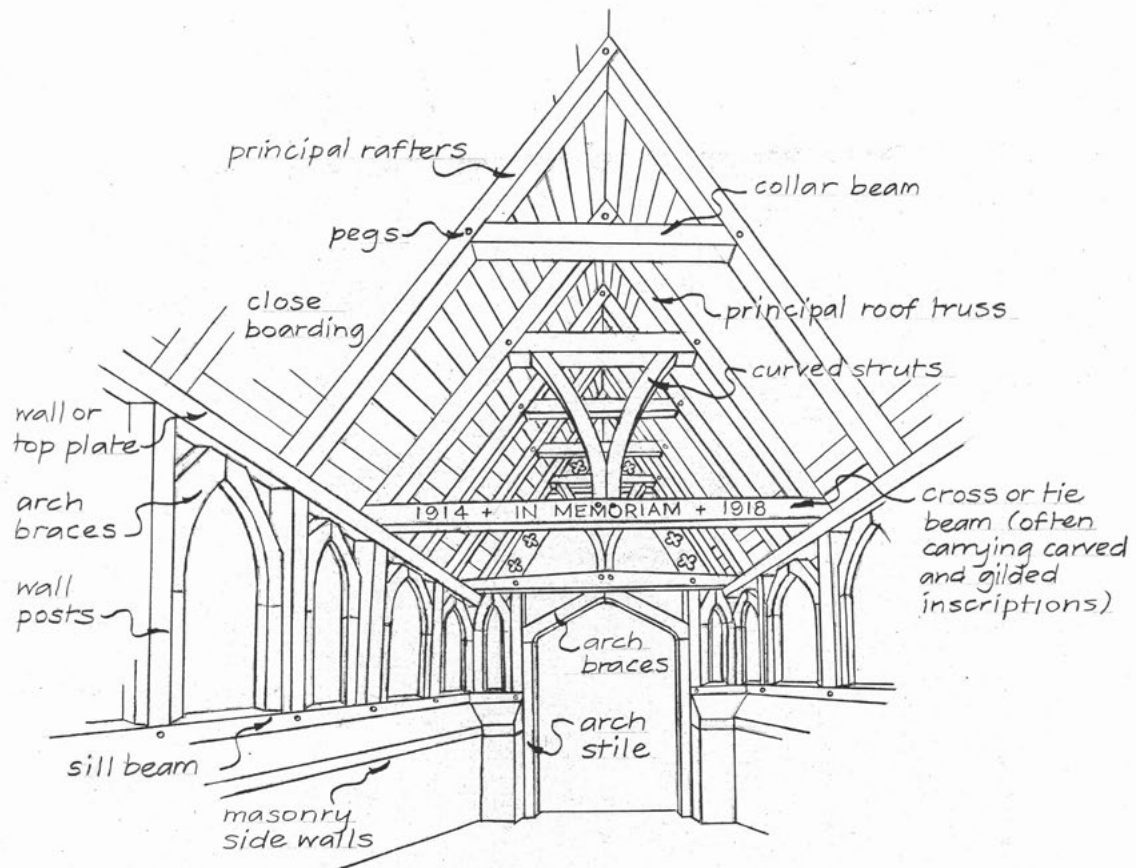 principal rafters
collar beam
pegs
close
boarding
principal roof truss
curved struts
wall or
top plate
arch
braces
1914 + IN MEMORIAM + 1918
cross or tie
beam (often
carrying carved
and gilded
inscriptions)
wall
posts
arch
braces
arch
stile
sill beam
masonry
side walls